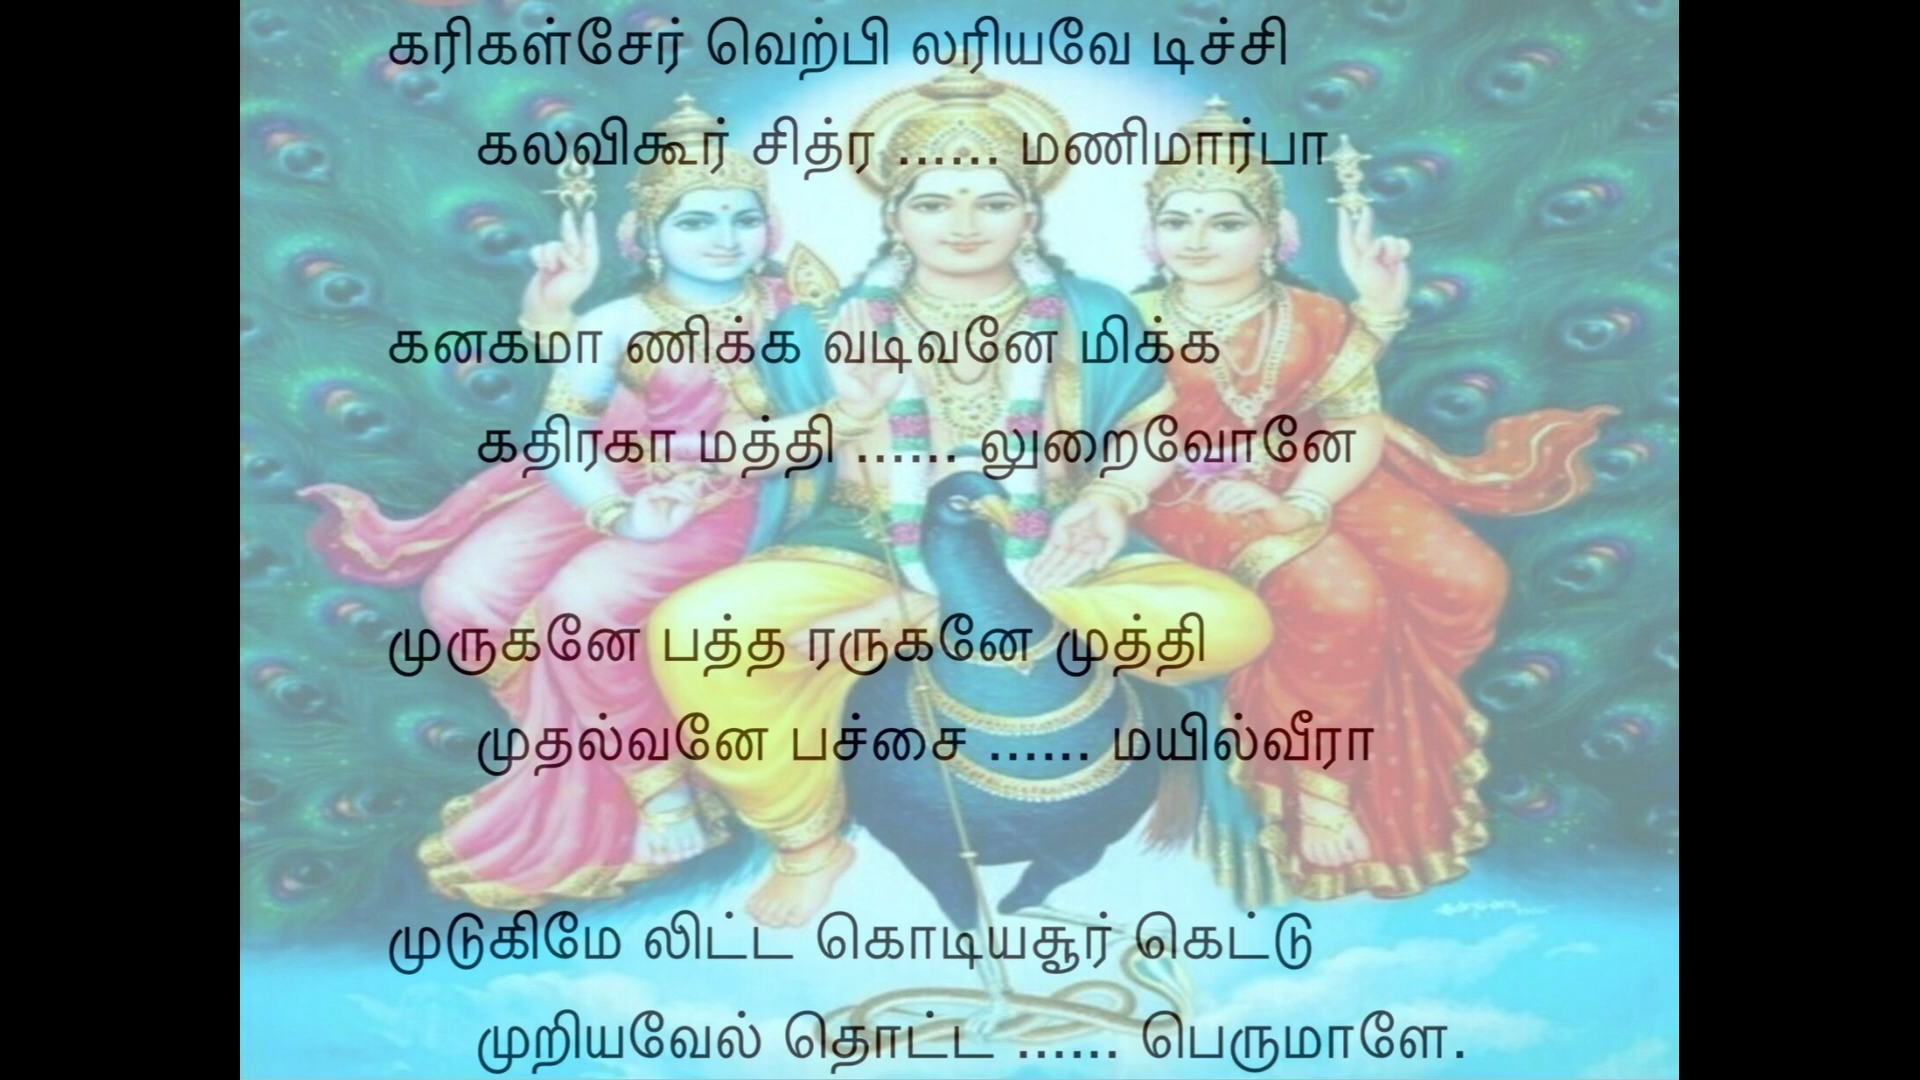 கரிகள்சேர் வெற்பி லரியவே டிச்சி
கலவிகூர் சித்ர ...... மணிமார்பா
கனகமா ணிக்க வடிவனே மிக்க
கதிரகா மத்தி ...... லுறைவோனே
முருகனே பத்த ரருகனே முத்தி
முதல்வனே பச்சை ...... மயில்வீரா
முடுகிமே லிட்ட கொடியசூர் கெட்டு
முறியவேல் தொட்ட ...... பெருமாளே.